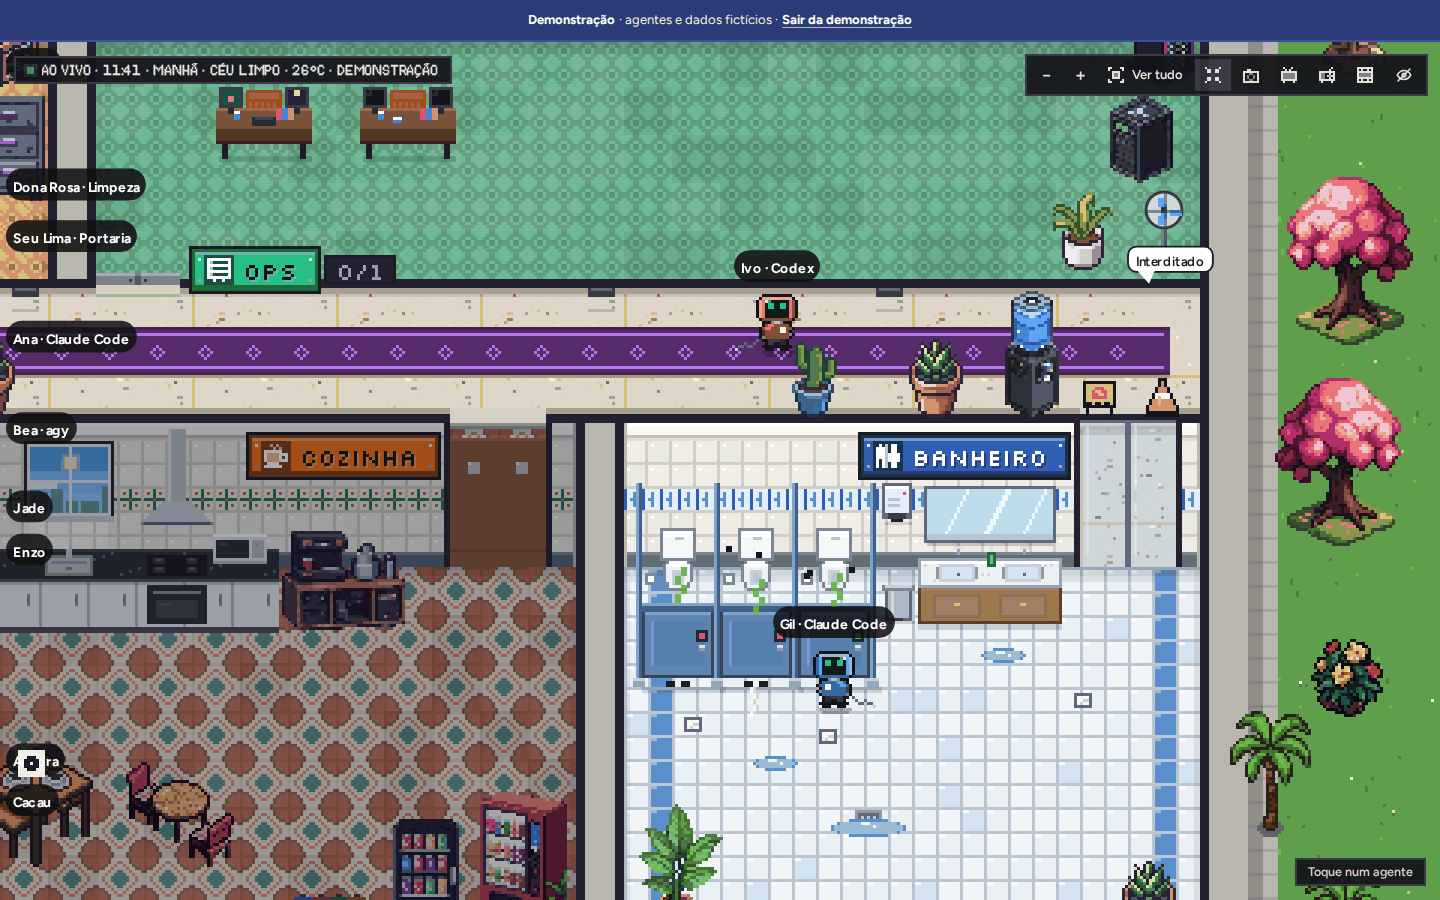 Demonstração · agentes e dados fictícios · Sair da demonstração
AO VIVO · 11:41 · MANHÃ · CÉU LIMPO · 26ºC · DEMONSTRAÇÃO
− + Ver tudo
Dona Rosa · Limpeza
Seu Lima · Portaria
OPS 0/1
Ivo · Codex
Interditado
Ana · Claude Code
Bea · agy
COZINHA
BANHEIRO
Jade
Enzo
Gil · Claude Code
Cacau
Toque num agente